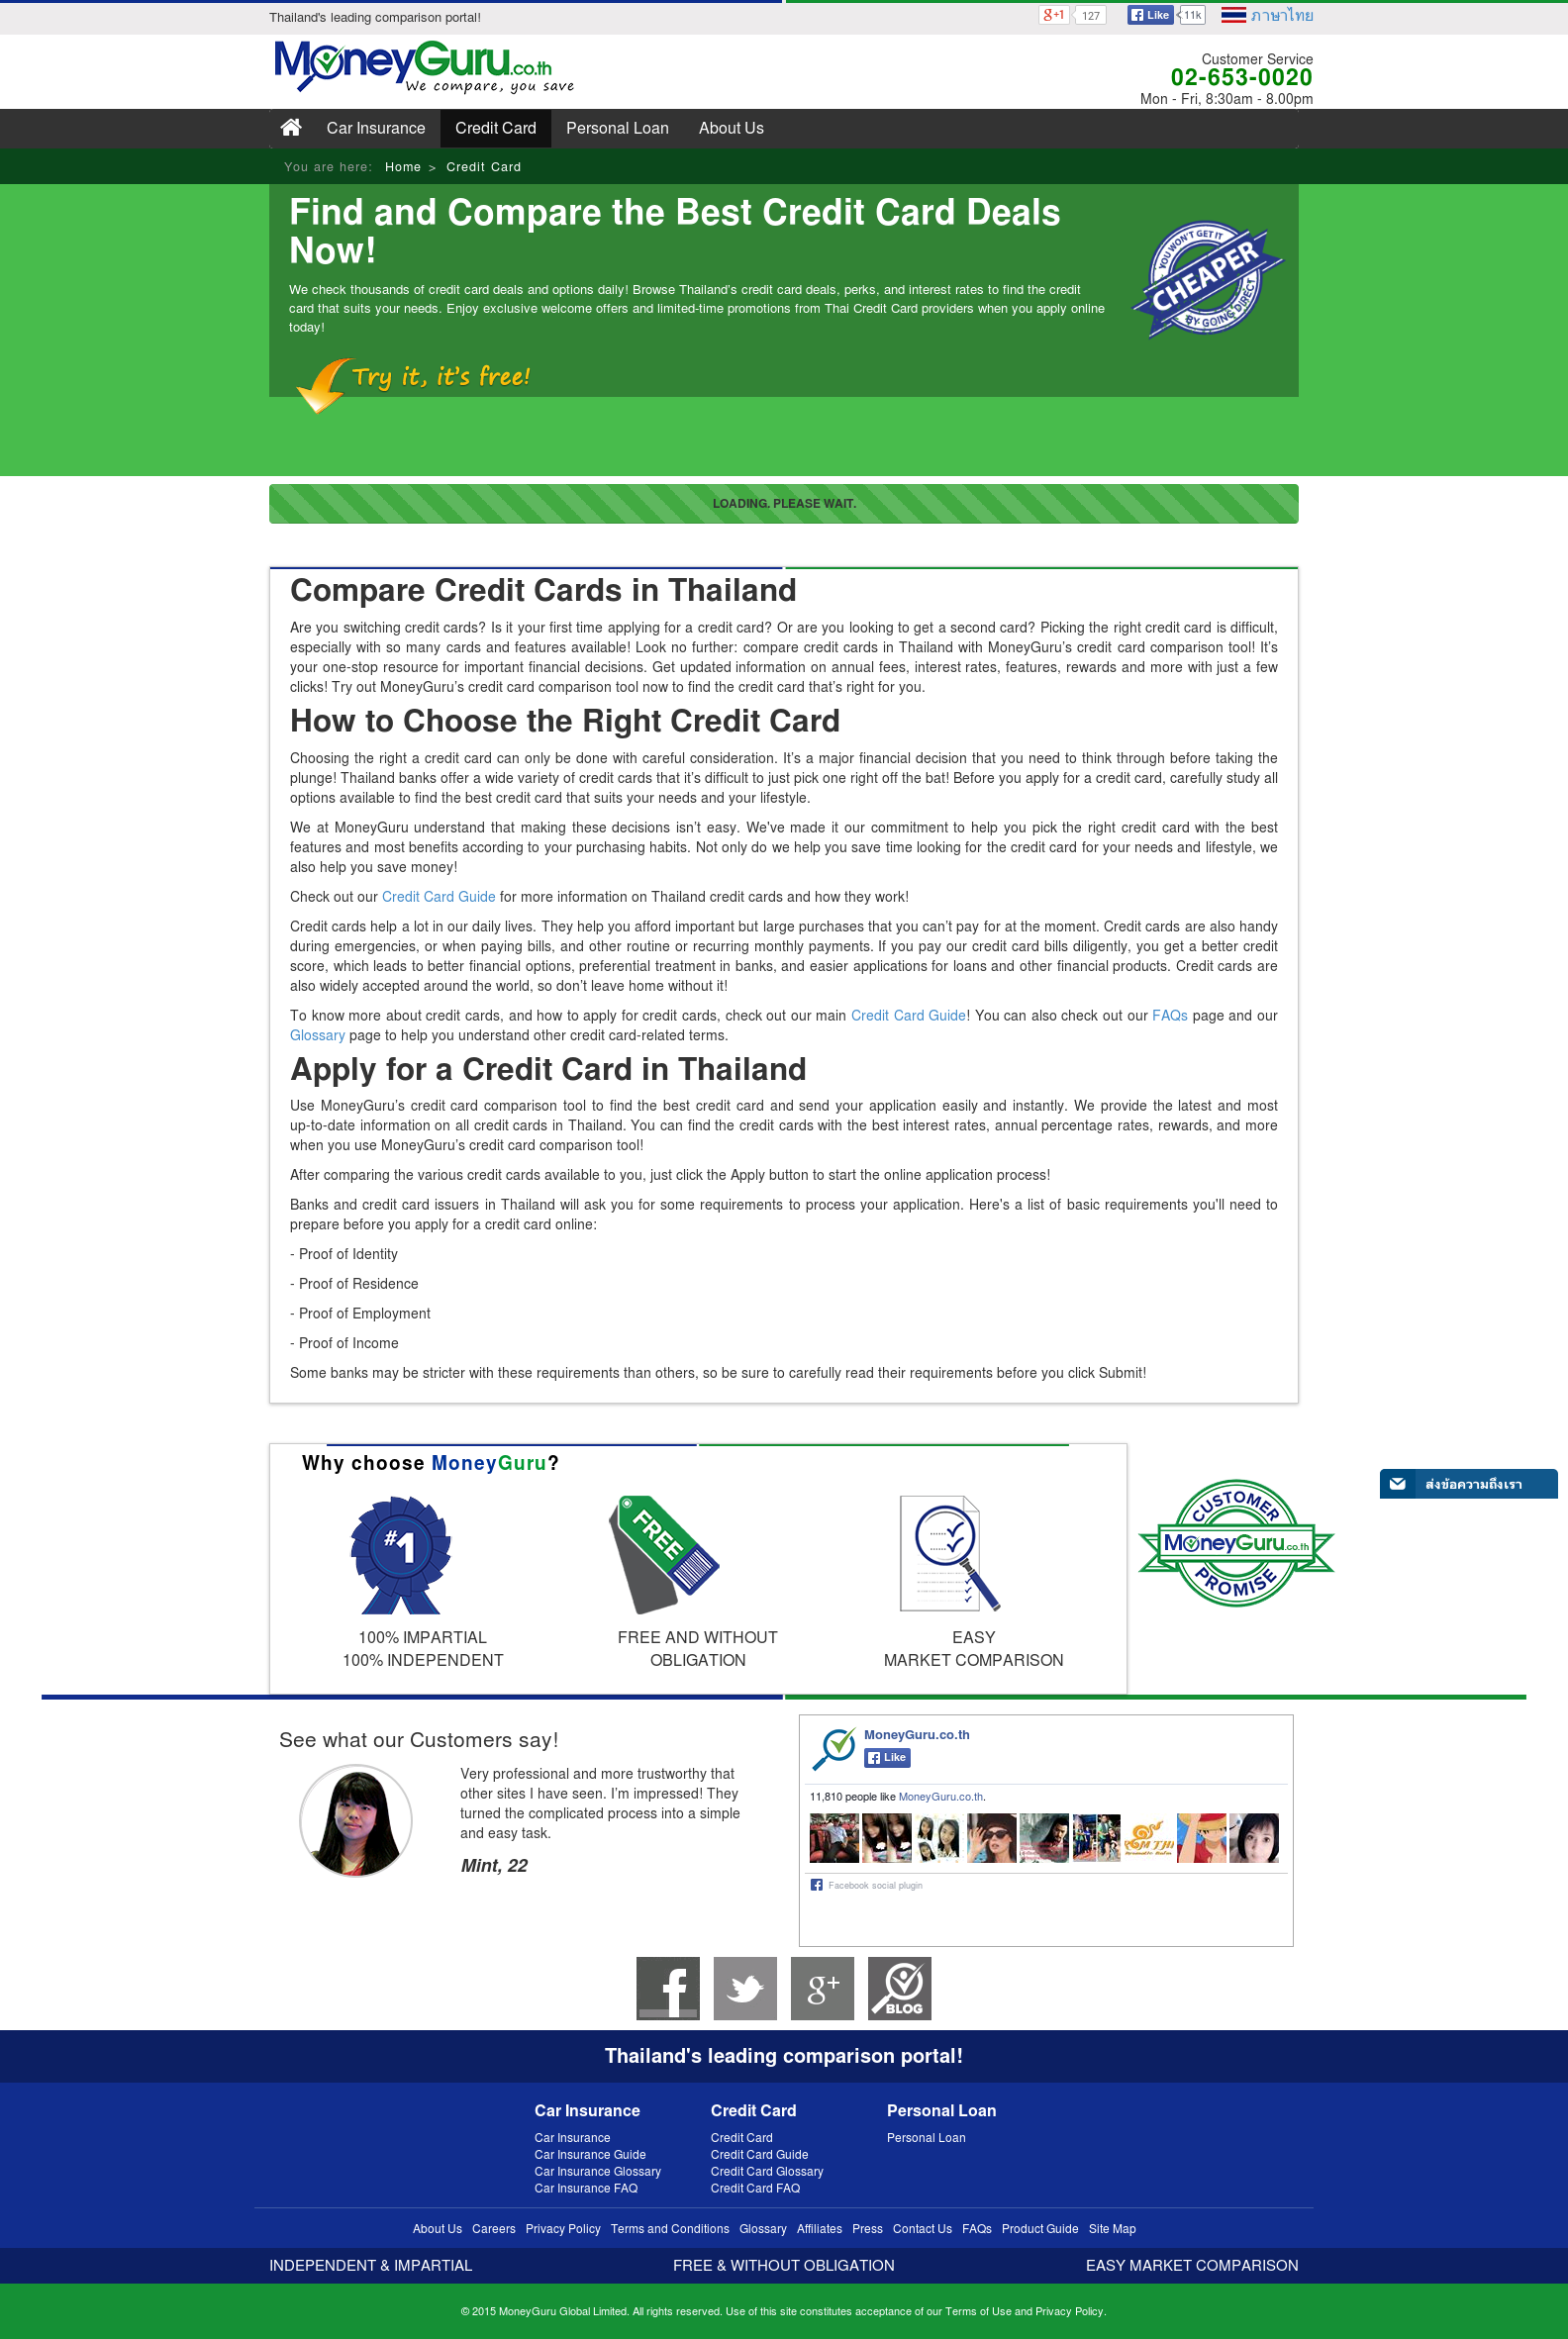 Thailand's leading comparison portal!
g+1 127 Like 11k ภาษาไทย
MoneyGuru.co.th
We compare, you save
Customer Service
02-653-0020
Mon - Fri, 8:30am - 8.00pm
Car Insurance Credit Card Personal Loan About Us
You are here: Home > Credit Card
Find and Compare the Best Credit Card Deals
Now!
We check thousands of credit card deals and options daily! Browse Thailand's credit card deals, perks, and interest rates to find the credit
card that suits your needs. Enjoy exclusive welcome offers and limited-time promotions from Thai Credit Card providers when you apply online
today!
YOU WON'T GET IT
CHEAPER
BY GOING DIRECT
Try it, it's free!
LOADING. PLEASE WAIT.
Compare Credit Cards in Thailand
Are you switching credit cards? Is it your first time applying for a credit card? Or are you looking to get a second card? Picking the right credit card is difficult,
especially with so many cards and features available! Look no further: compare credit cards in Thailand with MoneyGuru's credit card comparison tool! It's
your one-stop resource for important financial decisions. Get updated information on annual fees, interest rates, features, rewards and more with just a few
clicks! Try out MoneyGuru's credit card comparison tool now to find the credit card that's right for you.
How to Choose the Right Credit Card
Choosing the right a credit card can only be done with careful consideration. It's a major financial decision that you need to think through before taking the
plunge! Thailand banks offer a wide variety of credit cards that it's difficult to just pick one right off the bat! Before you apply for a credit card, carefully study all
options available to find the best credit card that suits your needs and your lifestyle.
We at MoneyGuru understand that making these decisions isn't easy. We've made it our commitment to help you pick the right credit card with the best
features and most benefits according to your purchasing habits. Not only do we help you save time looking for the credit card for your needs and lifestyle, we
also help you save money!
Check out our Credit Card Guide for more information on Thailand credit cards and how they work!
Credit cards help a lot in our daily lives. They help you afford important but large purchases that you can't pay for at the moment. Credit cards are also handy
during emergencies, or when paying bills, and other routine or recurring monthly payments. If you pay our credit card bills diligently, you get a better credit
score, which leads to better financial options, preferential treatment in banks, and easier applications for loans and other financial products. Credit cards are
also widely accepted around the world, so don't leave home without it!
To know more about credit cards, and how to apply for credit cards, check out our main Credit Card Guide! You can also check out our FAQs page and our
Glossary page to help you understand other credit card-related terms.
Apply for a Credit Card in Thailand
Use MoneyGuru's credit card comparison tool to find the best credit card and send your application easily and instantly. We provide the latest and most
up-to-date information on all credit cards in Thailand. You can find the credit cards with the best interest rates, annual percentage rates, rewards, and more
when you use MoneyGuru's credit card comparison tool!
After comparing the various credit cards available to you, just click the Apply button to start the online application process!
Banks and credit card issuers in Thailand will ask you for some requirements to process your application. Here's a list of basic requirements you'll need to
prepare before you apply for a credit card online:
- Proof of Identity
- Proof of Residence
- Proof of Employment
- Proof of Income
Some banks may be stricter with these requirements than others, so be sure to carefully read their requirements before you click Submit!
Why choose MoneyGuru?
#1
FREE
100% IMPARTIAL
100% INDEPENDENT
FREE AND WITHOUT
OBLIGATION
EASY
MARKET COMPARISON
CUSTOMER
MoneyGuru.co.th
PROMISE
ส่งข้อความถึงเรา
See what our Customers say!
Very professional and more trustworthy that
other sites I have seen. I'm impressed! They
turned the complicated process into a simple
and easy task.
Mint, 22
MoneyGuru.co.th
Like
11,810 people like MoneyGuru.co.th.
Facebook social plugin
f g+ BLOG
Thailand's leading comparison portal!
Car Insurance Credit Card Personal Loan
Car Insurance Credit Card Personal Loan
Car Insurance Guide Credit Card Guide
Car Insurance Glossary Credit Card Glossary
Car Insurance FAQ Credit Card FAQ
About Us Careers Privacy Policy Terms and Conditions Glossary Affiliates Press Contact Us FAQs Product Guide Site Map
INDEPENDENT & IMPARTIAL FREE & WITHOUT OBLIGATION EASY MARKET COMPARISON
© 2015 MoneyGuru Global Limited. All rights reserved. Use of this site constitutes acceptance of our Terms of Use and Privacy Policy.